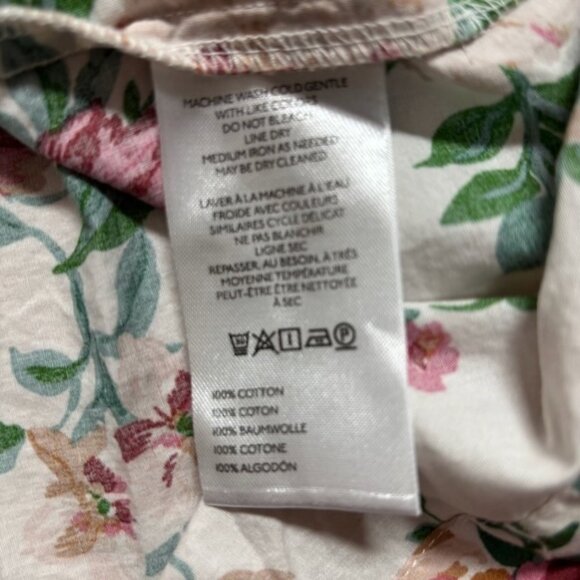 MACHINE WASH COLD GENTLE
WITH LIKE COLORS
DO NOT BLEACH
LINE DRY
MEDIUM IRON AS NEEDED
MAY BE DRY CLEANED
LAVER À LA MACHINE À L'EAU
FROIDE AVEC COULEURS
SIMILAIRES CYCLE DÉLICAT
NE PAS BLANCHIR
LIGNE SEC
REPASSER, AU BESOIN, À TRÈS
MOYENNE TEMPÉRATURE
PEUT-ÊTRE ÊTRE NETTOYÉE
À SEC
P
100% COTTON
100% COTON
100% BAUMWOLLE
100% COTONE
100% ALGODÓN